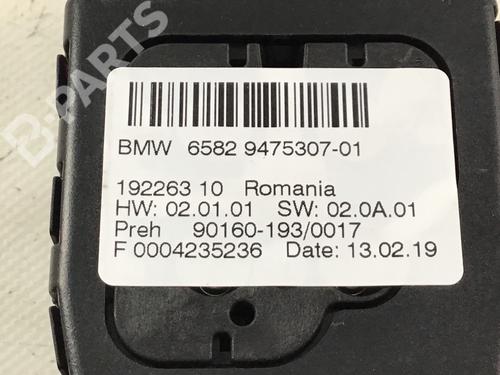 B-PARTS
BMW 6582 9475307-01
192263 10 Romania
HW: 02.01.01 SW: 02.0A.01
Preh 90160-193/0017
F 0004235236 Date: 13.02.19